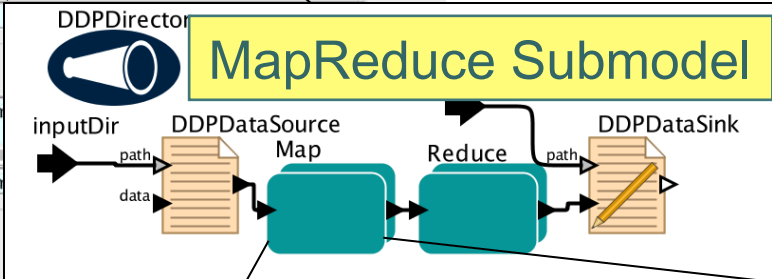 DDPDirector
MapReduce Submodel
inputDir
DDPDataSource
DDPDataSink
Map
Reduce
path
path
data